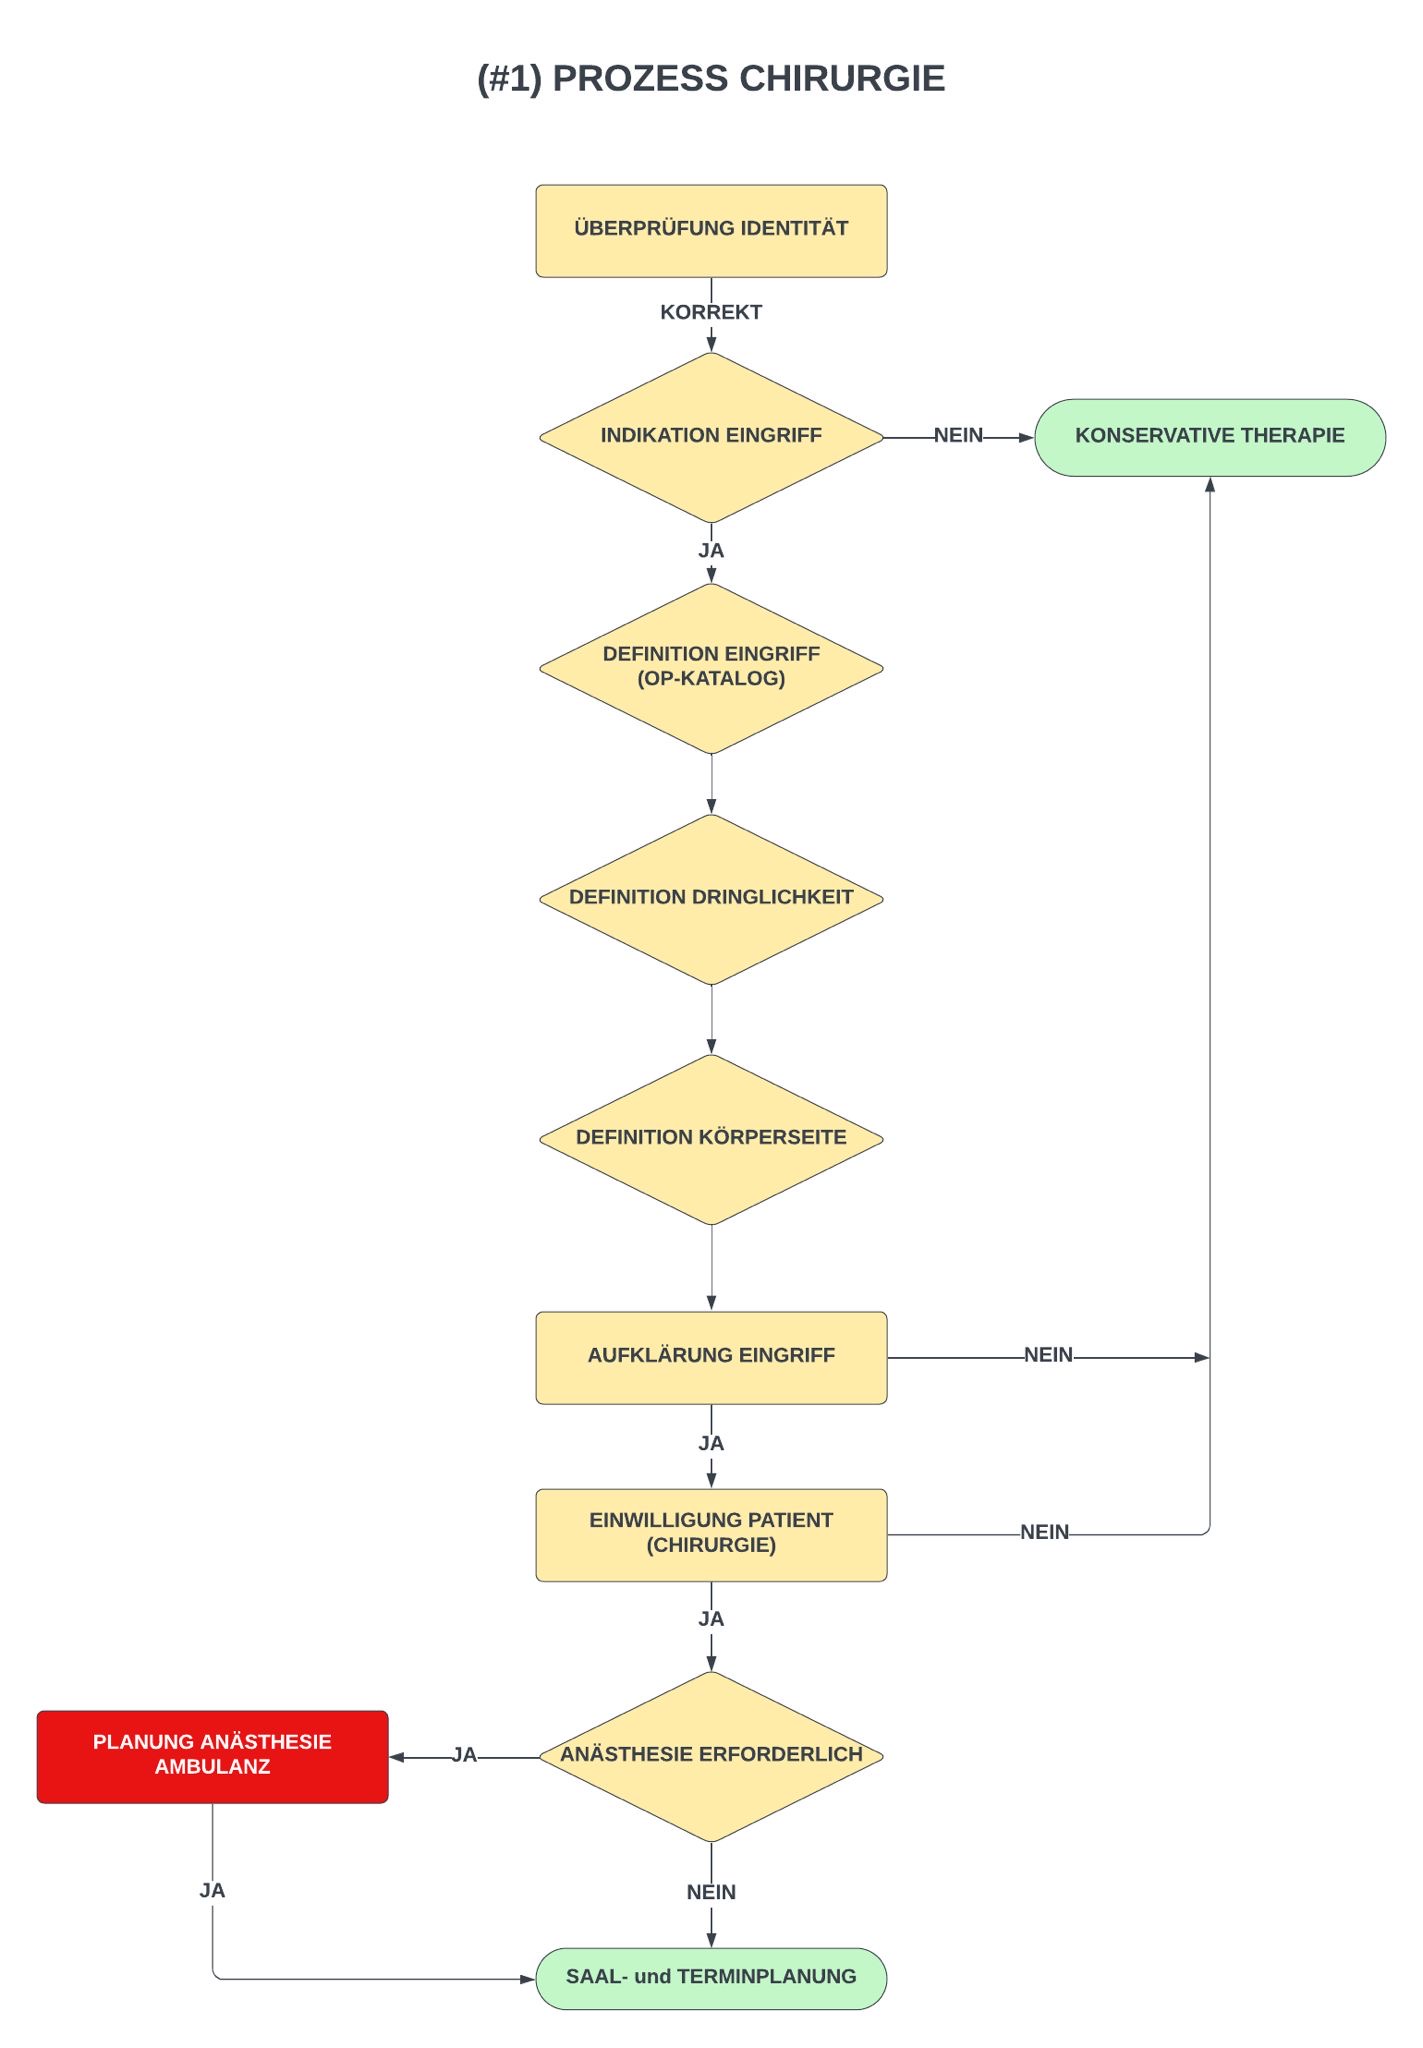 (#1) PROZESS CHIRURGIE
ÜBERPRÜFUNG IDENTITÄT
KORREKT
INDIKATION EINGRIFF
NEIN
KONSERVATIVE THERAPIE
JA
DEFINITION EINGRIFF
(OP-KATALOG)
DEFINITION DRINGLICHKEIT
DEFINITION KÖRPERSEITE
AUFKLÄRUNG EINGRIFF
NEIN
JA
EINWILLIGUNG PATIENT
(CHIRURGIE)
NEIN
JA
PLANUNG ANÄSTHESIE
AMBULANZ
JA
ANÄSTHESIE ERFORDERLICH
JA
NEIN
SAAL- und TERMINPLANUNG